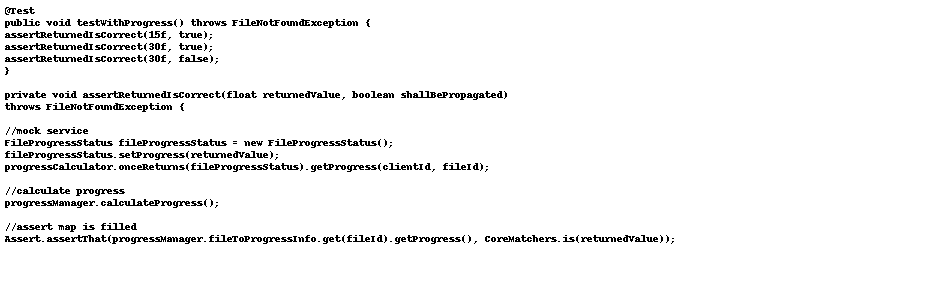 @Test
public void testWithProgress() throws FileNotFoundException {
assertReturnedIsCorrect(15f, true);
assertReturnedIsCorrect(30f, true);
assertReturnedIsCorrect(30f, false);
}
private void assertReturnedIsCorrect(float returnedValue, boolean shallBePropagated)
throws FileNotFoundException {
//mock service
FileProgressStatus fileProgressStatus = new FileProgressStatus();
fileProgressStatus.setProgress(returnedValue);
progressCalculator.onceReturns(fileProgressStatus).getProgress(clientId, fileId);
//calculate progress
progressManager.calculateProgress();
//assert map is filled
Assert.assertThat(progressManager.fileToProgressInfo.get(fileId).getProgress(), CoreMatchers.is(returnedValue));